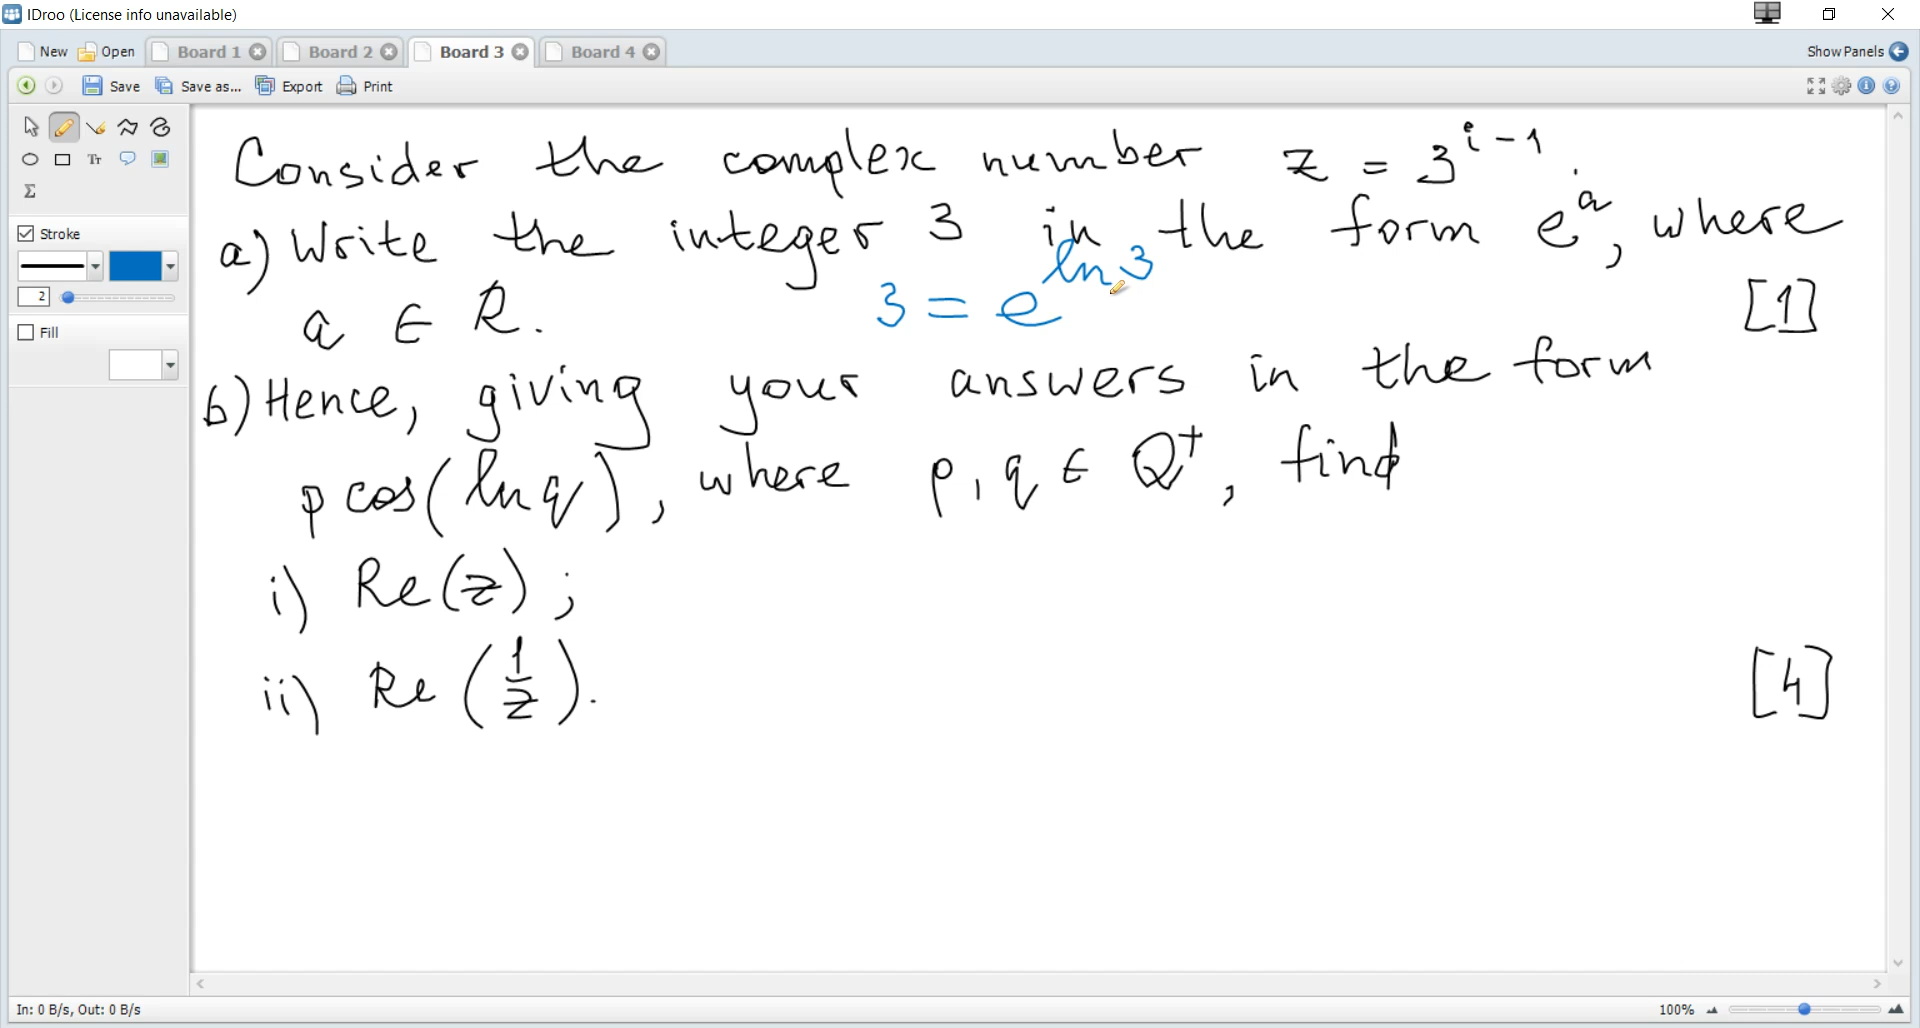 IDroo (License info unavailable)
New Open Board 1 Board 2 Board 3 Board 4 Show Panels
Save Save as... Export Print
Tt
Σ
Stroke
2
Fill
Consider the complex number z = 3^{i-1}.
a) Write the integer 3 in the form e^a, where
a ∈ R. [1]
3 = e^{ln 3}
b) Hence, giving your answers in the form
p cos(ln q), where p, q ∈ Q⁺, find
i) Re(z);
ii) Re(1/z). [4]
In: 0 B/s, Out: 0 B/s 100%